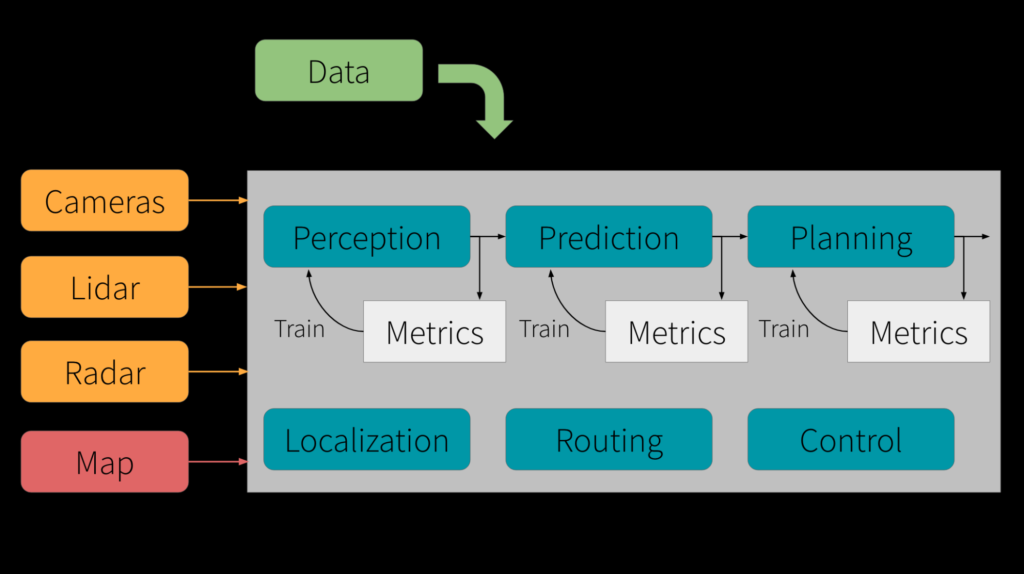 Data
Cameras
Lidar
Radar
Map
Perception
Prediction
Planning
Train
Metrics
Train
Metrics
Train
Metrics
Localization
Routing
Control